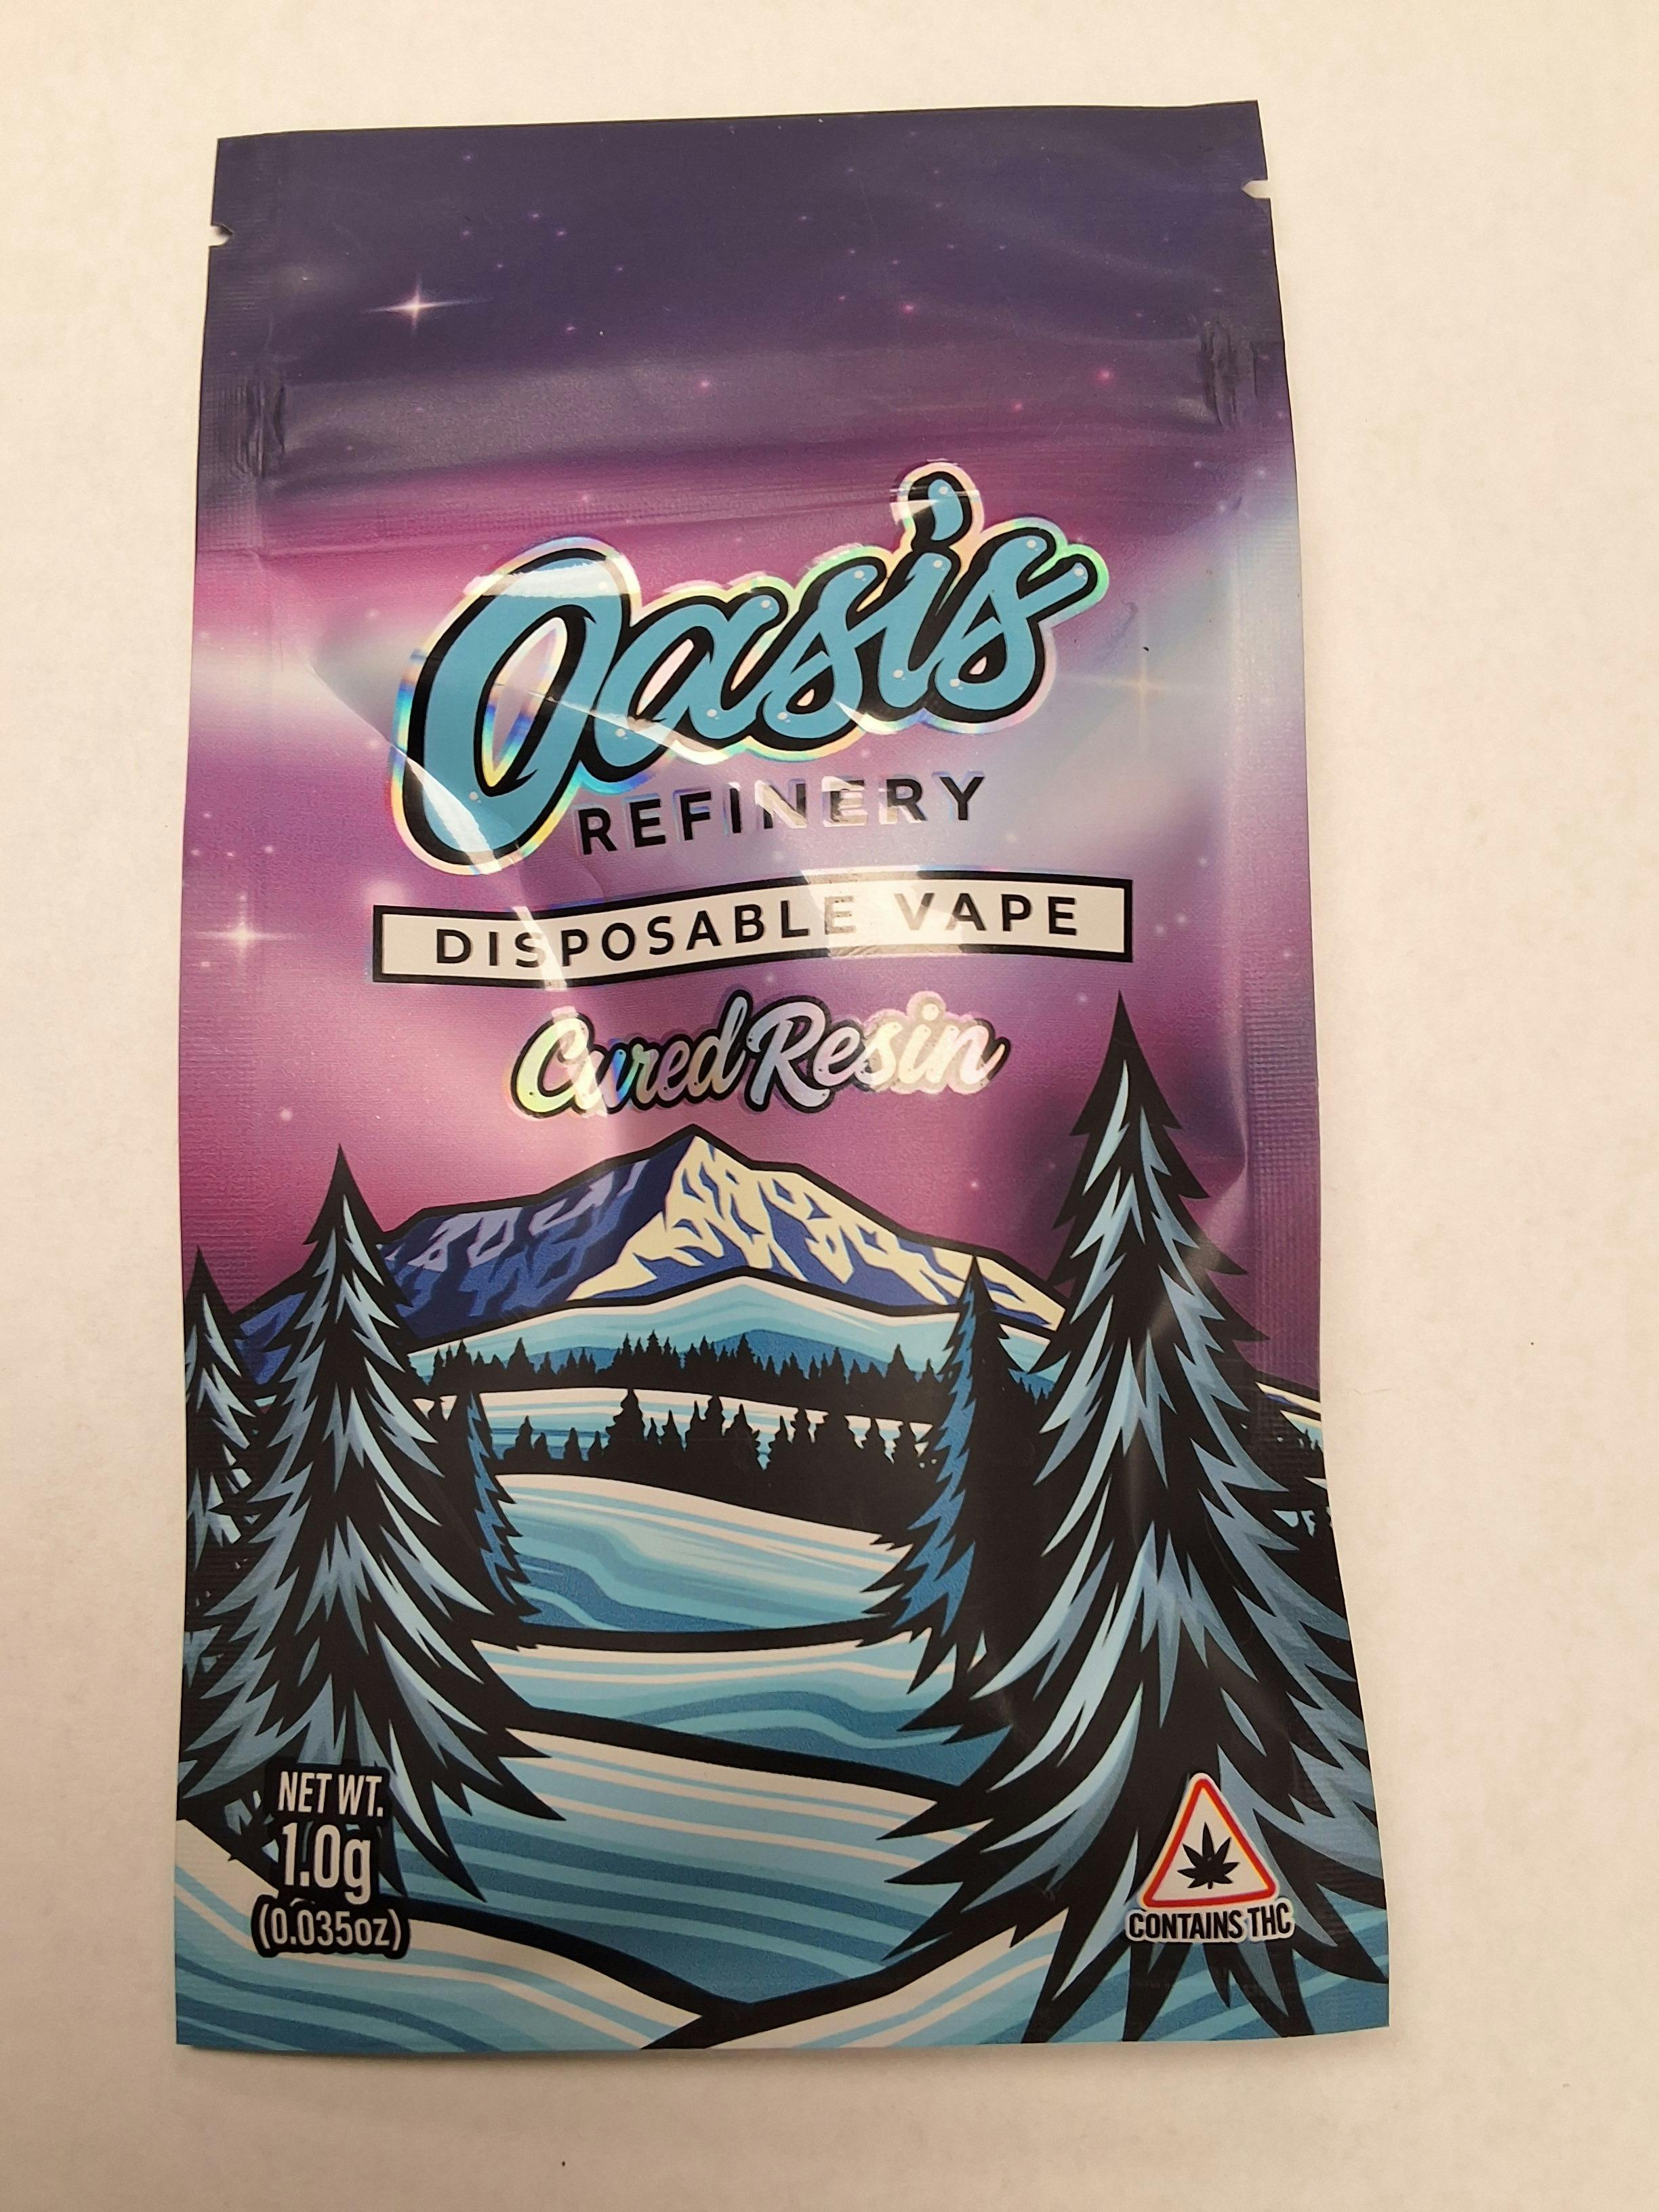 Oasis
REFINERY
DISPOSABLE VAPE
Cured Resin
NET WT.
1.0g
(0.035oz)
CONTAINS THC